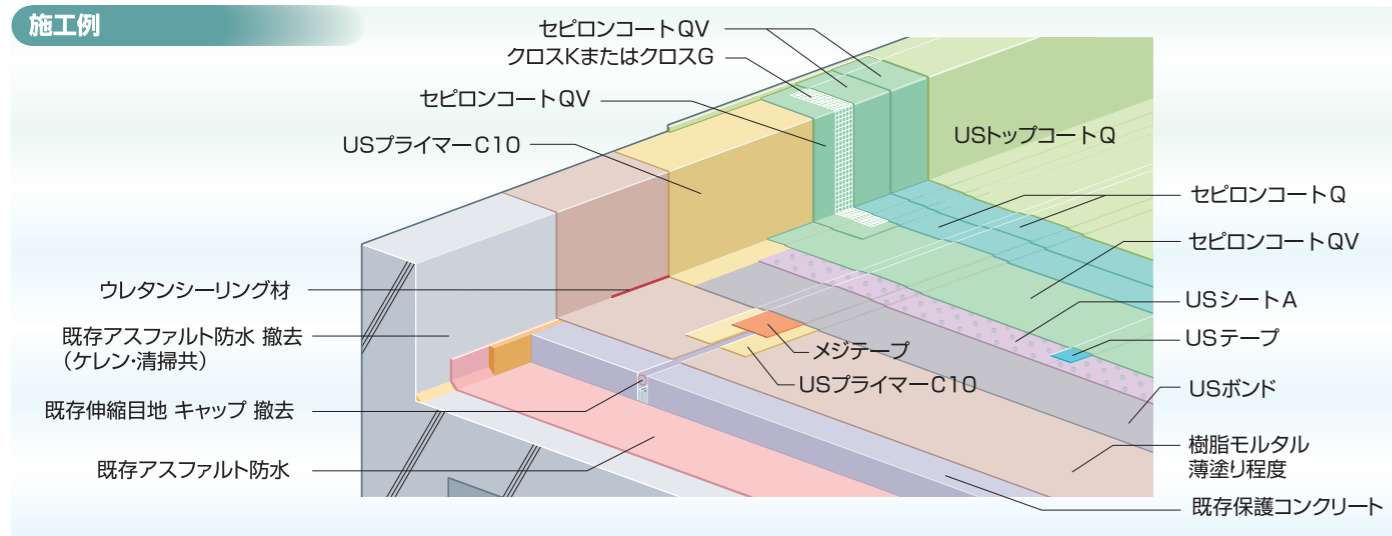 施工例
セピロンコートQV
クロスKまたはクロスG
セピロンコートQV
USプライマーC10
USトップコートQ
セピロンコートQ
セピロンコートQV
USシートA
USテープ
USボンド
樹脂モルタル
薄塗り程度
既存保護コンクリート
メジテープ
USプライマーC10
ウレタンシーリング材
既存アスファルト防水 撤去
(ケレン・清掃共)
既存伸縮目地 キャップ 撤去
既存アスファルト防水